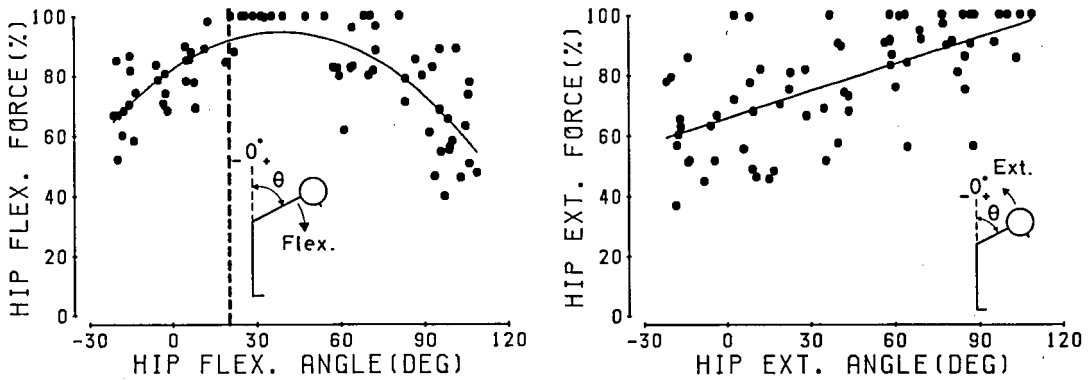 HIP FLEX. FORCE(%)
100
80
60
40
20
0
-30 0 30 60 90 120
HIP FLEX. ANGLE(DEG)
- 0° +
θ
Flex.
HIP EXT. FORCE(%)
100
80
60
40
20
0
-30 0 30 60 90 120
HIP EXT. ANGLE(DEG)
- 0° +
θ
Ext.